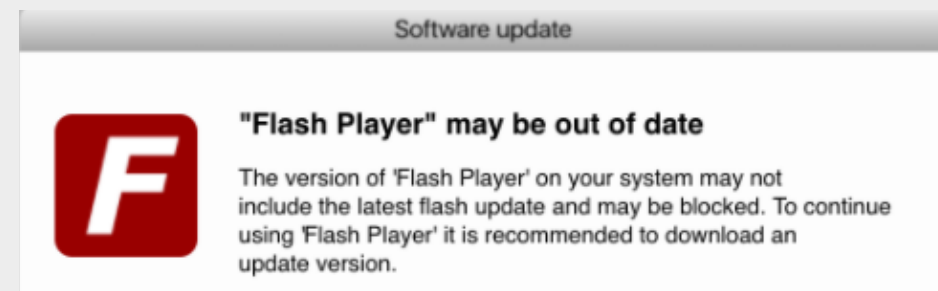 Software update
F
"Flash Player" may be out of date
The version of 'Flash Player' on your system may not
include the latest flash update and may be blocked. To continue
using 'Flash Player' it is recommended to download an
update version.